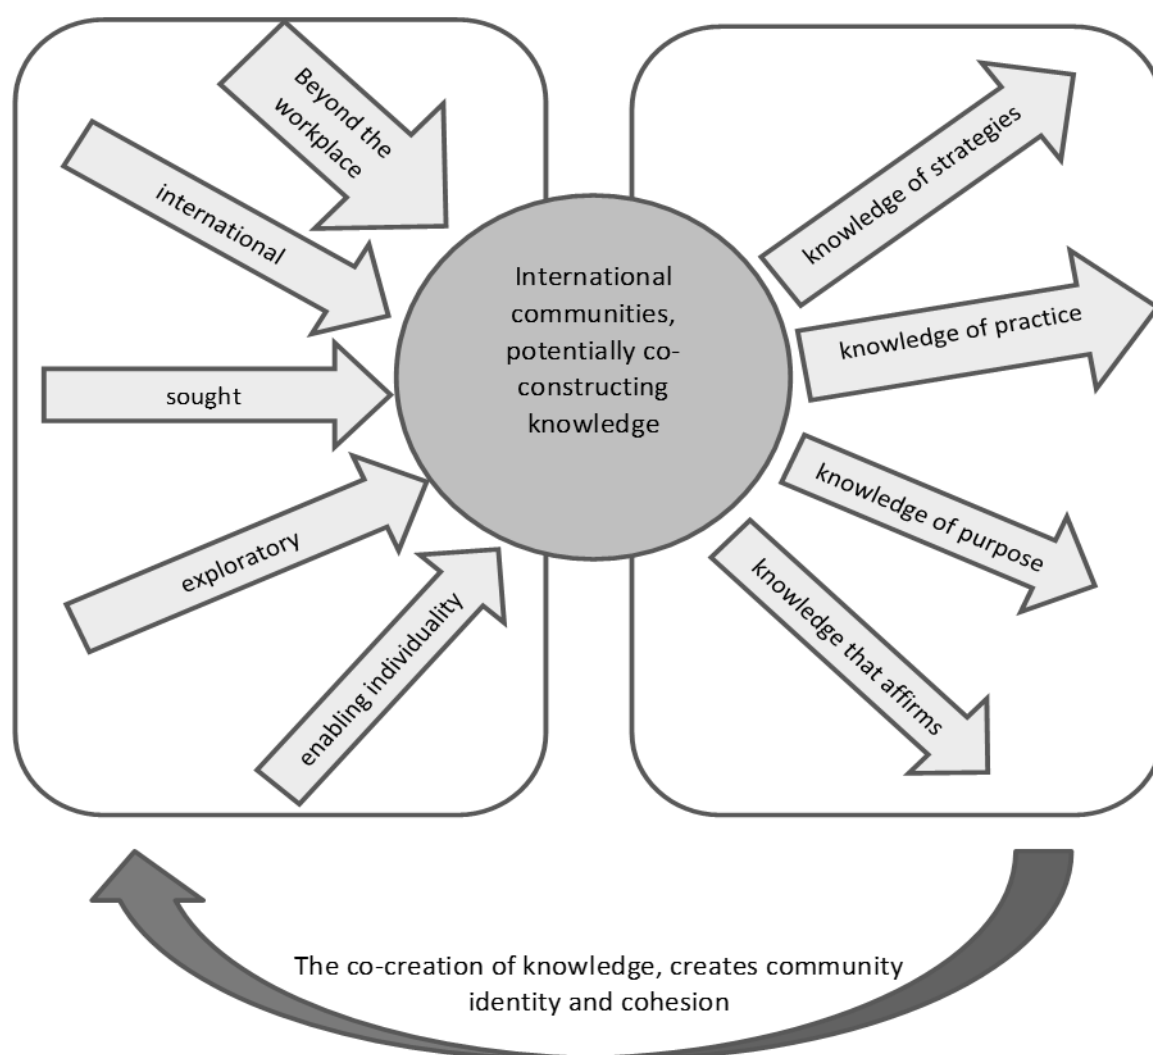 Beyond the
workplace
international
sought
exploratory
enabling individuality
International
communities,
potentially co-
constructing
knowledge
knowledge of strategies
knowledge of practice
knowledge of purpose
knowledge that affirms
The co-creation of knowledge, creates community
identity and cohesion